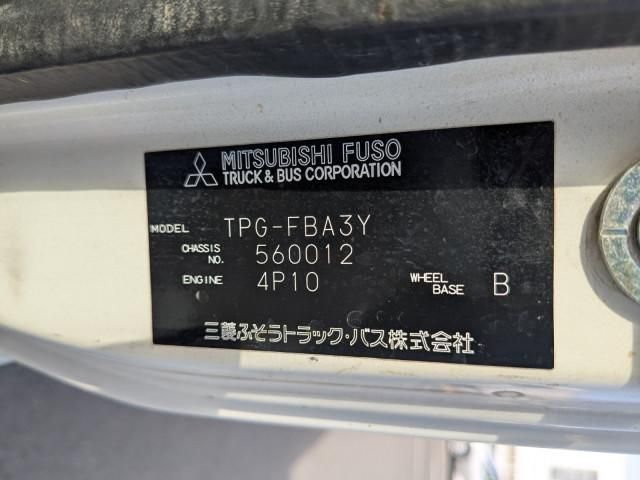 MITSUBISHI FUSO
TRUCK & BUS CORPORATION
MODEL TPG-FBA3Y
CHASSIS NO. 560012
ENGINE 4P10 WHEEL BASE B
三菱ふそうトラック・バス株式会社